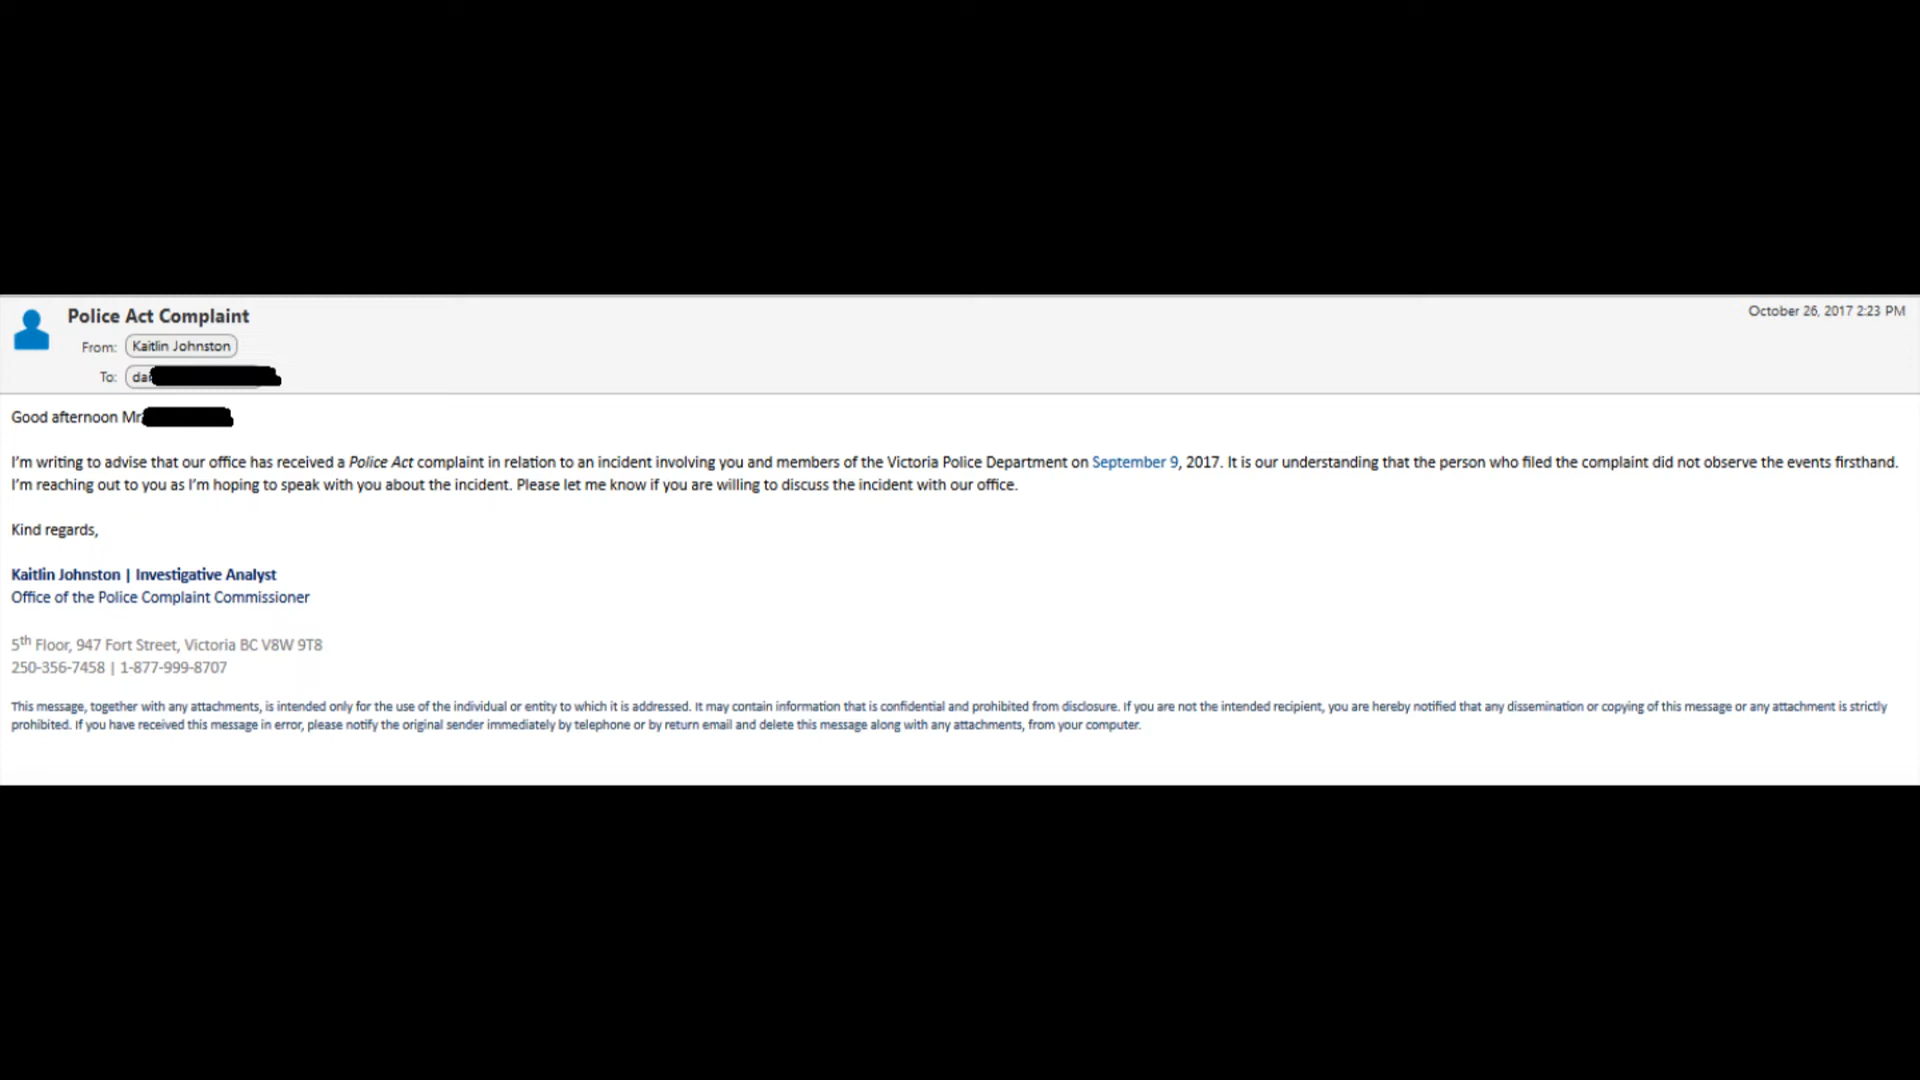 Police Act Complaint
October 26, 2017 2:23 PM
From: Kaitlin Johnston
To: da
Good afternoon Mr
I'm writing to advise that our office has received a Police Act complaint in relation to an incident involving you and members of the Victoria Police Department on September 9, 2017. It is our understanding that the person who filed the complaint did not observe the events firsthand.
I'm reaching out to you as I'm hoping to speak with you about the incident. Please let me know if you are willing to discuss the incident with our office.
Kind regards,
Kaitlin Johnston | Investigative Analyst
Office of the Police Complaint Commissioner
5th Floor, 947 Fort Street, Victoria BC V8W 9T8
250-356-7458 | 1-877-999-8707
This message, together with any attachments, is intended only for the use of the individual or entity to which it is addressed. It may contain information that is confidential and prohibited from disclosure. If you are not the intended recipient, you are hereby notified that any dissemination or copying of this message or any attachment is strictly
prohibited. If you have received this message in error, please notify the original sender immediately by telephone or by return email and delete this message along with any attachments, from your computer.